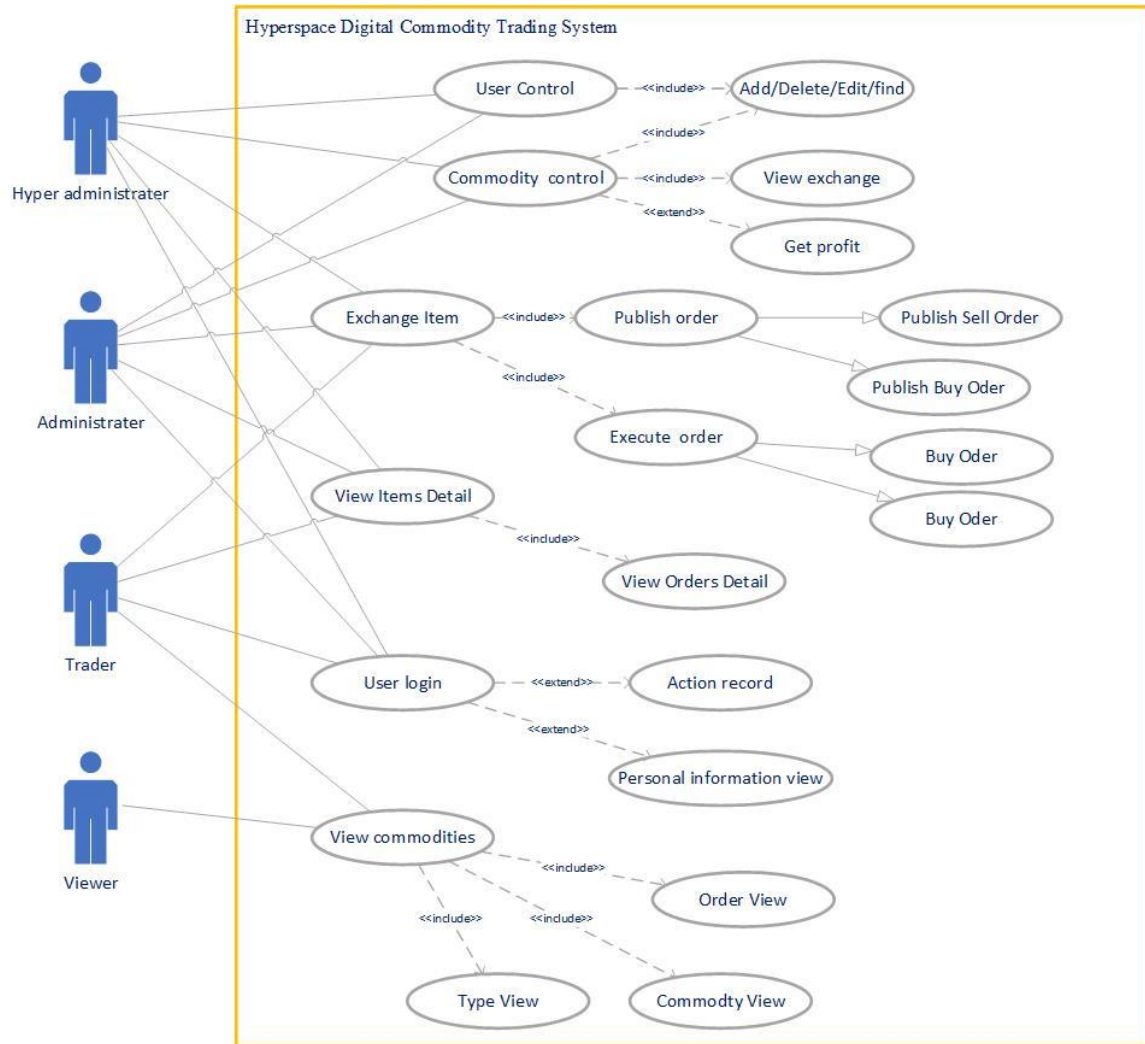 Hyperspace Digital Commodity Trading System
User Control
<<include>>
Add/Delete/Edit/find
<<include>>
Hyper administrater
Commodity control
<<include>>
View exchange
<<extend>>
Get profit
Exchange Item
<<include>>
Publish order
Publish Sell Order
<<include>>
Publish Buy Oder
Administrater
Execute order
Buy Oder
View Items Detail
Buy Oder
<<include>>
View Orders Detail
Trader
User login
<<extend>>
Action record
<<extend>>
Personal information view
View commodities
<<include>>
Viewer
Order View
<<include>>
<<include>>
Type View
Commodty View